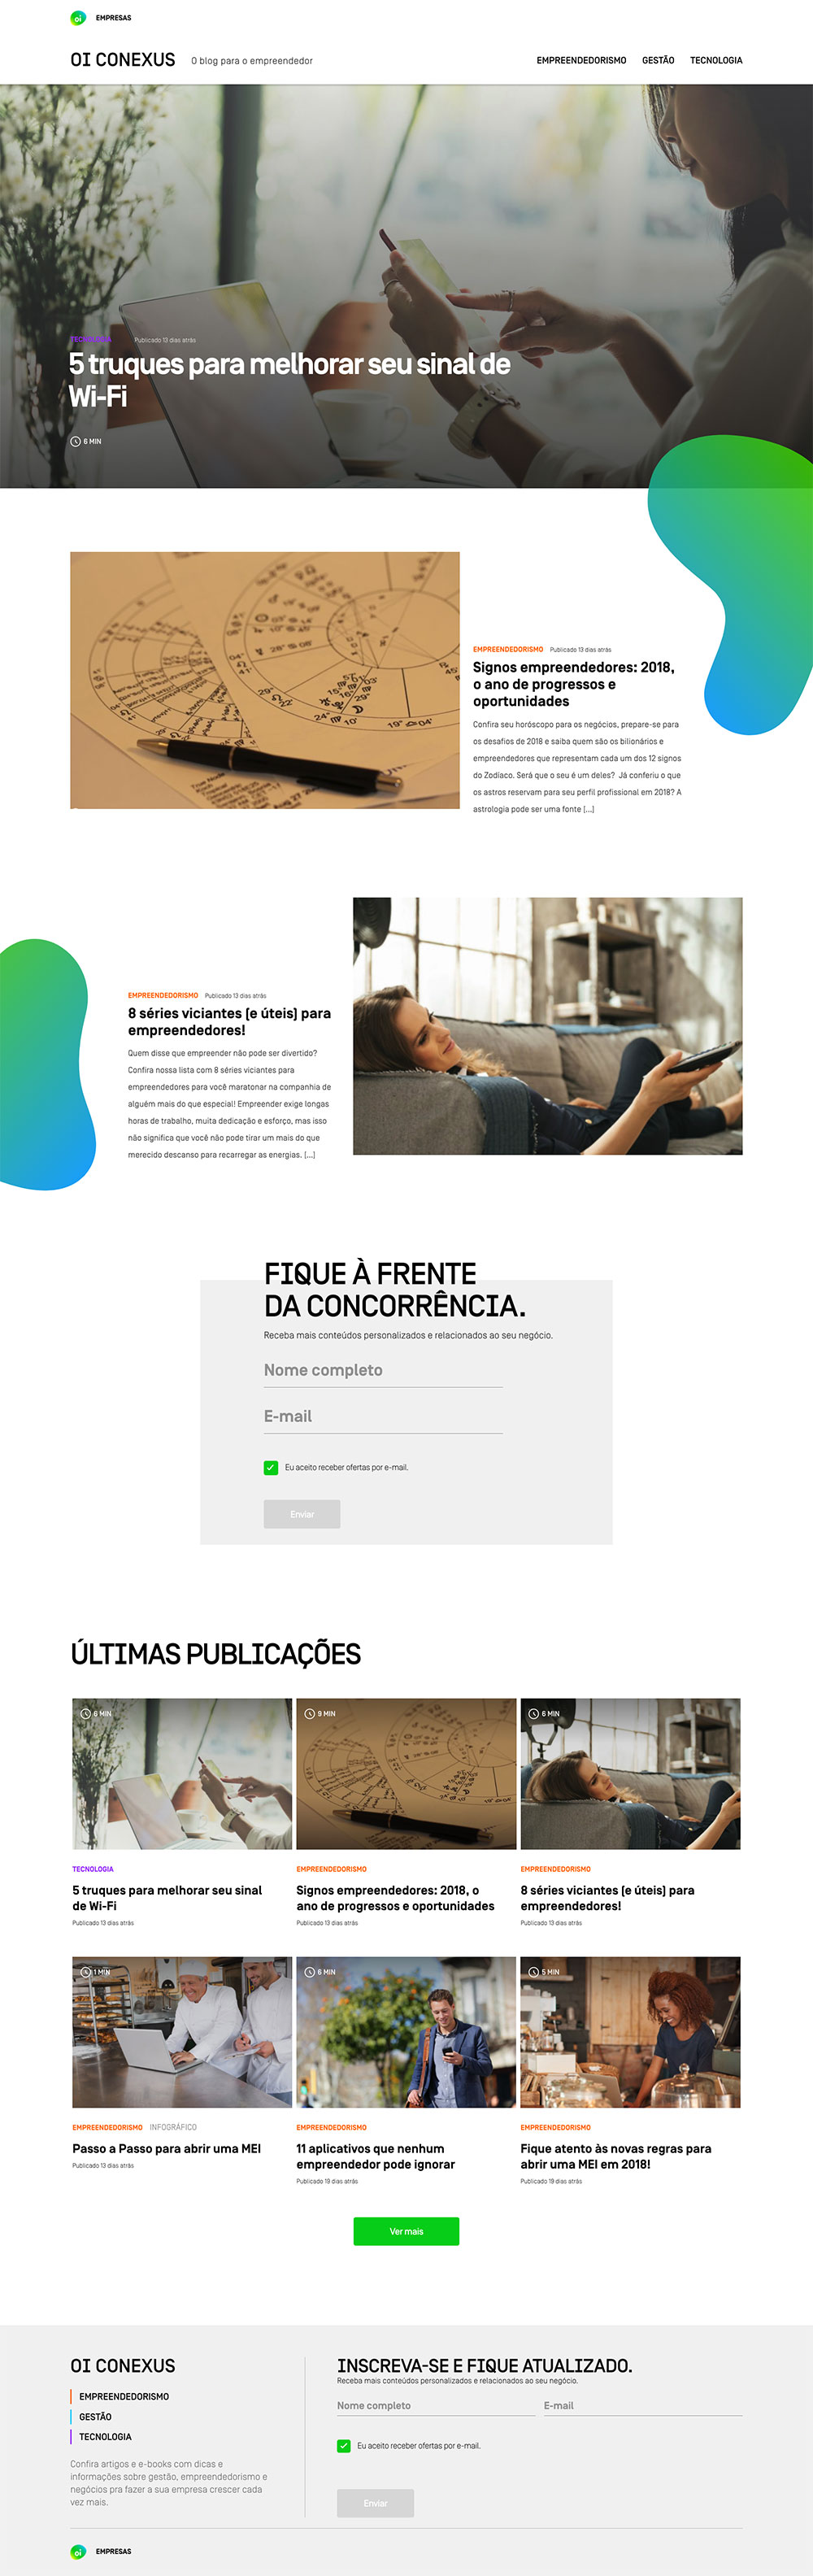 oi EMPRESAS
OI CONEXUS O blog para o empreendedor EMPREENDEDORISMO GESTÃO TECNOLOGIA
TECNOLOGIA Publicado 13 dias atrás
5 truques para melhorar seu sinal de
Wi-Fi
6 MIN
EMPREENDEDORISMO Publicado 13 dias atrás
Signos empreendedores: 2018,
o ano de progressos e
oportunidades
Confira seu horóscopo para os negócios, prepare-se para
os desafios de 2018 e saiba quem são os bilionários e
empreendedores que representam cada um dos 12 signos
do Zodíaco. Será que o seu é um deles? Já conferiu o que
os astros reservam para seu perfil profissional em 2018? A
astrologia pode ser uma fonte [...]
EMPREENDEDORISMO Publicado 13 dias atrás
8 séries viciantes (e úteis) para
empreendedores!
Quem disse que empreender não pode ser divertido?
Confira nossa lista com 8 séries viciantes para
empreendedores para você maratonar na companhia de
alguém mais do que especial! Empreender exige longas
horas de trabalho, muita dedicação e esforço, mas isso
não significa que você não pode tirar um mais do que
merecido descanso para recarregar as energias. [...]
FIQUE À FRENTE
DA CONCORRÊNCIA.
Receba mais conteúdos personalizados e relacionados ao seu negócio.
Nome completo
E-mail
Eu aceito receber ofertas por e-mail.
Enviar
ÚLTIMAS PUBLICAÇÕES
6 MIN
TECNOLOGIA
5 truques para melhorar seu sinal
de Wi-Fi
Publicado 13 dias atrás
9 MIN
EMPREENDEDORISMO
Signos empreendedores: 2018, o
ano de progressos e oportunidades
Publicado 13 dias atrás
6 MIN
EMPREENDEDORISMO
8 séries viciantes (e úteis) para
empreendedores!
Publicado 13 dias atrás
1 MIN
EMPREENDEDORISMO INFOGRÁFICO
Passo a Passo para abrir uma MEI
Publicado 13 dias atrás
6 MIN
EMPREENDEDORISMO
11 aplicativos que nenhum
empreendedor pode ignorar
Publicado 19 dias atrás
5 MIN
EMPREENDEDORISMO
Fique atento às novas regras para
abrir uma MEI em 2018!
Publicado 19 dias atrás
Ver mais
OI CONEXUS
EMPREENDEDORISMO
GESTÃO
TECNOLOGIA
Confira artigos e e-books com dicas e
informações sobre gestão, empreendedorismo e
negócios pra fazer a sua empresa crescer cada
vez mais.
INSCREVA-SE E FIQUE ATUALIZADO.
Receba mais conteúdos personalizados e relacionados ao seu negócio.
Nome completo E-mail
Eu aceito receber ofertas por e-mail.
Enviar
oi EMPRESAS